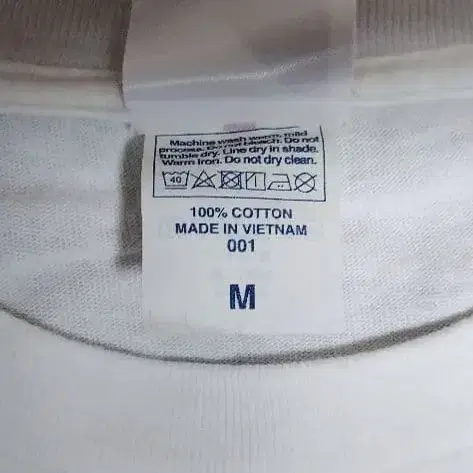 Machine wash warm, mild
process. Do not bleach. Do not
tumble dry. Line dry in shade.
Warm iron. Do not dry clean.
40
100% COTTON
MADE IN VIETNAM
001
M